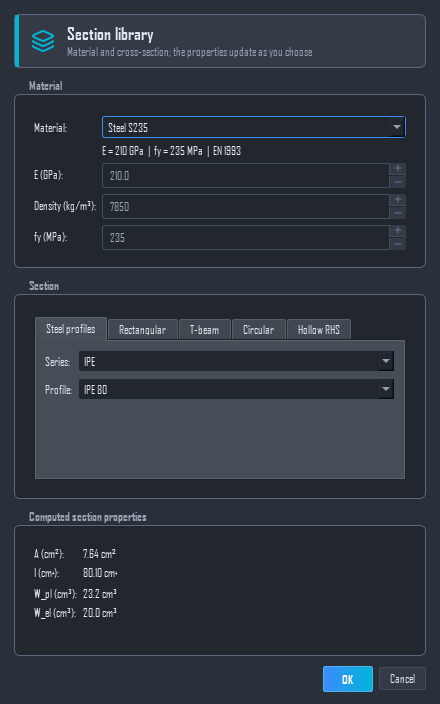 Section library
Material and cross-section; the properties update as you choose
Material
Material: Steel S235
E = 210 GPa | fy = 235 MPa | EN 1993
E (GPa): 210.0
Density (kg/m³): 7850
fy (MPa): 235
Section
Steel profiles Rectangular T-beam Circular Hollow RHS
Series: IPE
Profile: IPE 80
Computed section properties
A (cm²): 7.64 cm²
I (cm⁴): 80.10 cm⁴
W_pl (cm³): 23.2 cm³
W_el (cm³): 20.0 cm³
OK Cancel